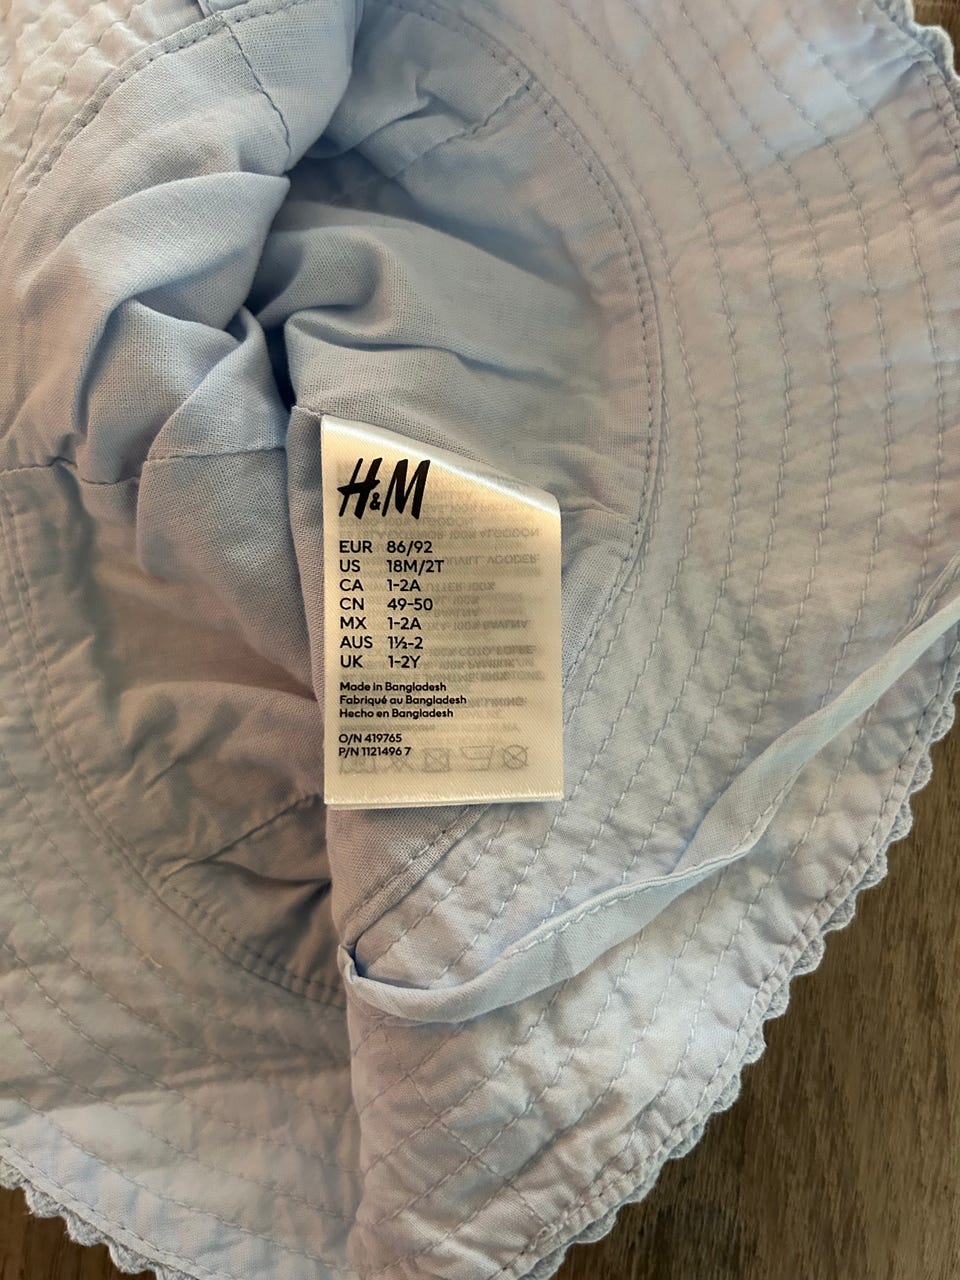 H&M
EUR 86/92
US 18M/2T
CA 1-2A
CN 49-50
MX 1-2A
AUS 1½-2
UK 1-2Y
Made in Bangladesh
Fabriqué au Bangladesh
Hecho en Bangladesh
O/N 419765
P/N 1121496 7